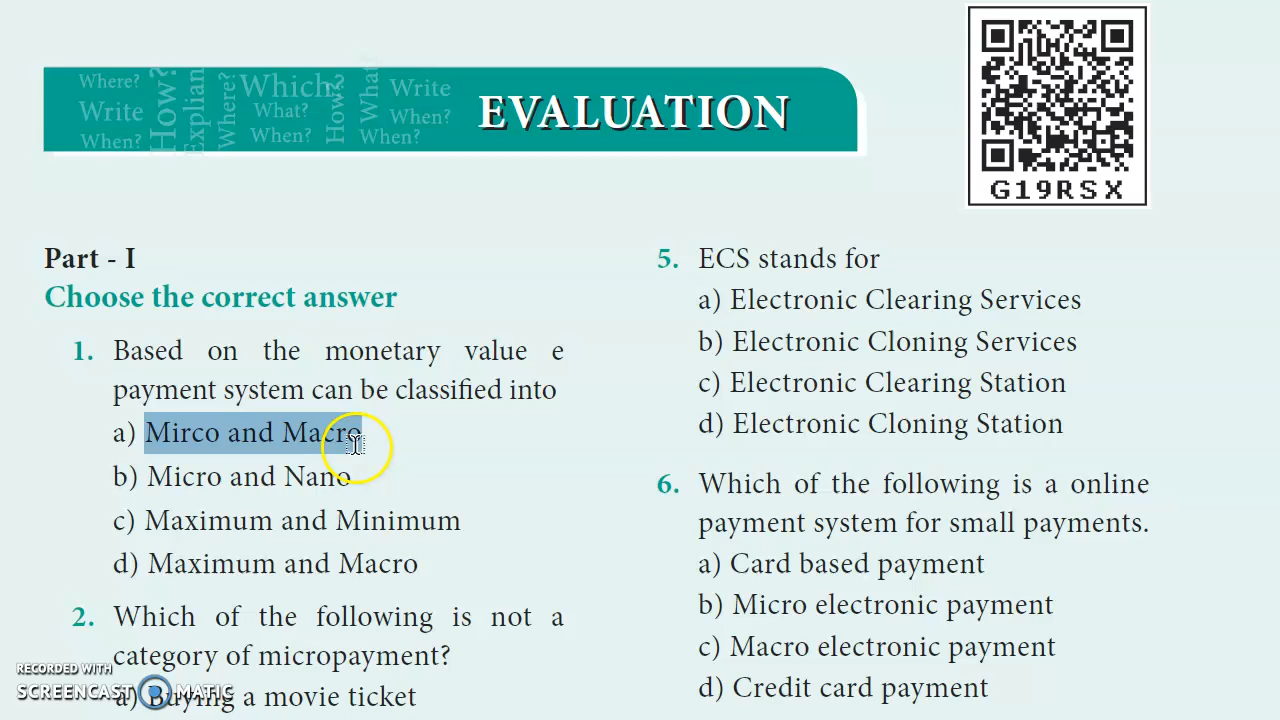 Where?
Write
When?
How?
Explian
Where?
Which?
What?
When?
How?
What?
Write
When?
When?
EVALUATION
G19RSX
Part - I
Choose the correct answer
1. Based on the monetary value e
payment system can be classified into
a) Mirco and Macro
b) Micro and Nano
c) Maximum and Minimum
d) Maximum and Macro
2. Which of the following is not a
category of micropayment?
a) Buying a movie ticket
5. ECS stands for
a) Electronic Clearing Services
b) Electronic Cloning Services
c) Electronic Clearing Station
d) Electronic Cloning Station
6. Which of the following is a online
payment system for small payments.
a) Card based payment
b) Micro electronic payment
c) Macro electronic payment
d) Credit card payment
RECORDED WITH
SCREENCAST MATIC